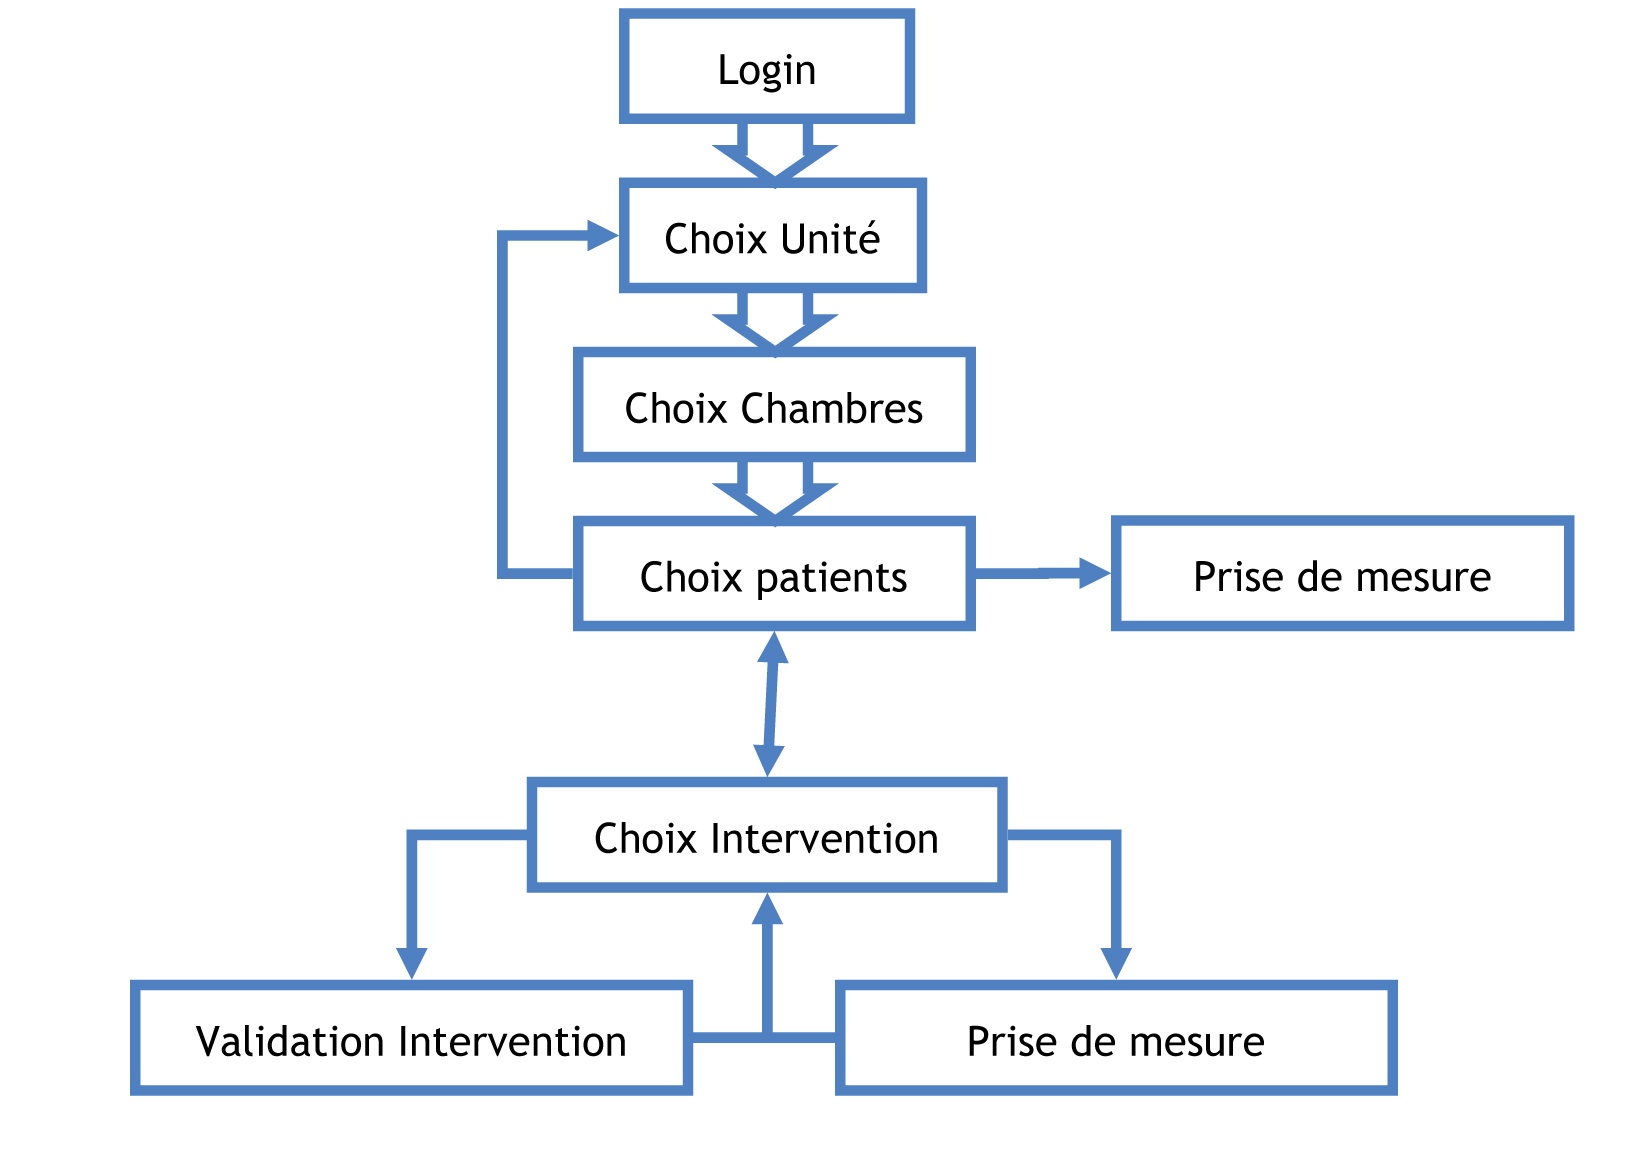 Login
Choix Unité
Choix Chambres
Choix patients
Prise de mesure
Choix Intervention
Validation Intervention
Prise de mesure